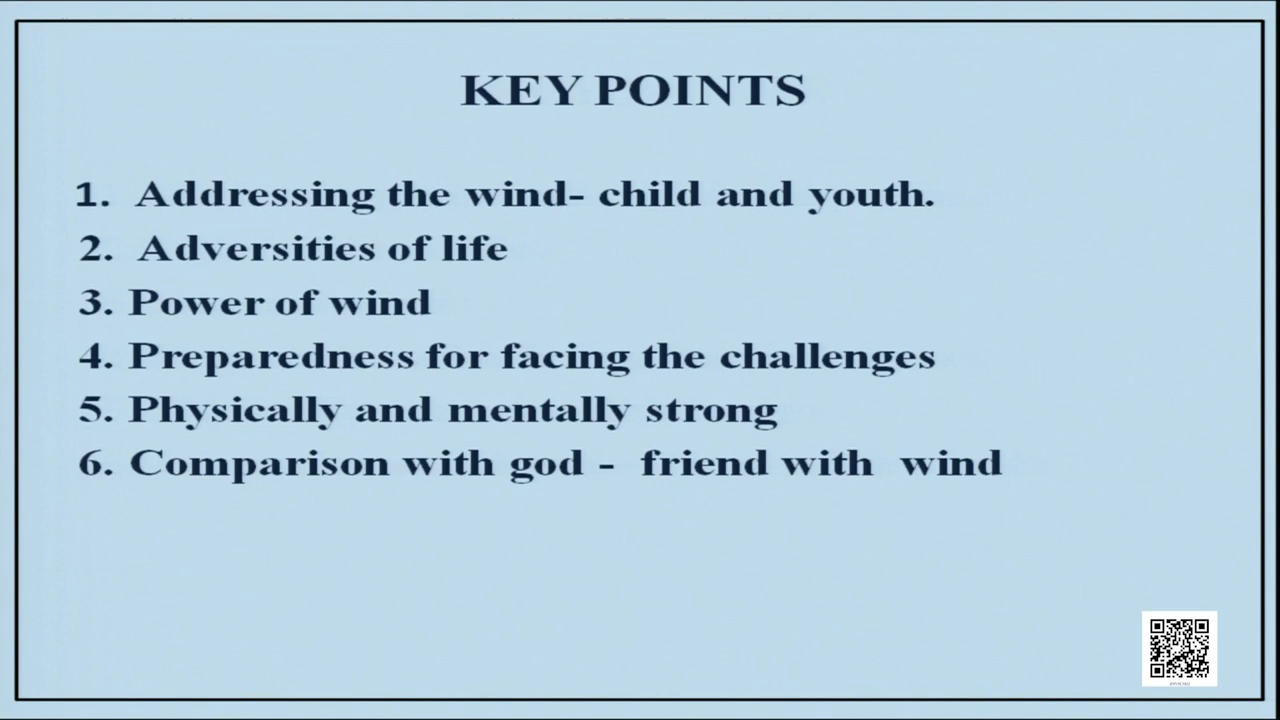 KEY POINTS
1. Addressing the wind- child and youth.
2. Adversities of life
3. Power of wind
4. Preparedness for facing the challenges
5. Physically and mentally strong
6. Comparison with god - friend with wind